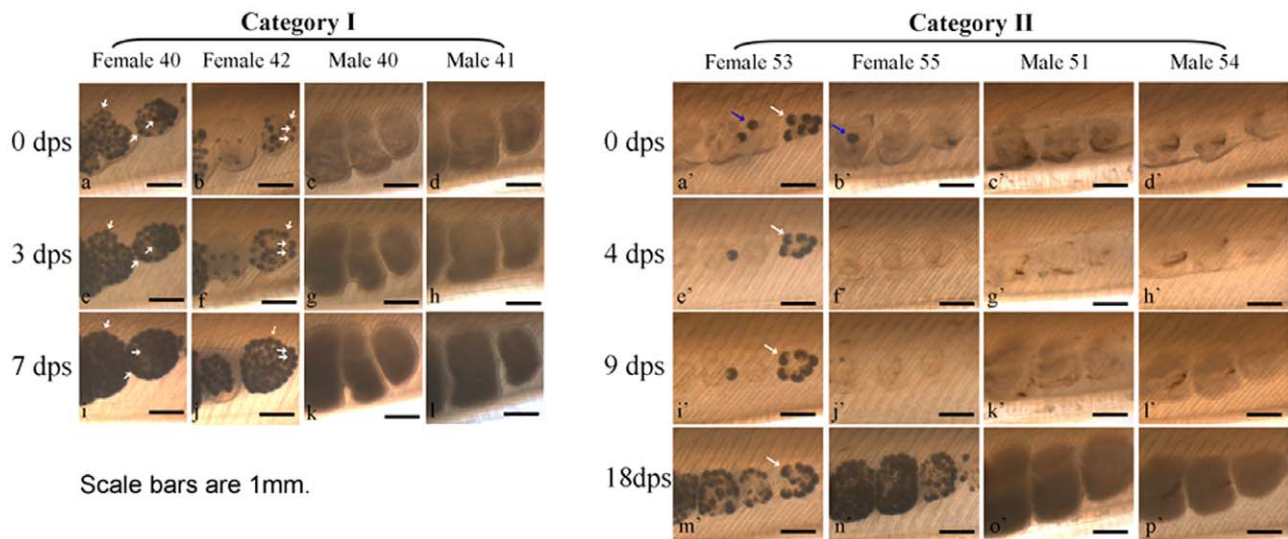 Category I
Female 40 Female 42 Male 40 Male 41
0 dps
a b c d
3 dps
e f g h
7 dps
i j k l
Scale bars are 1mm.
Category II
Female 53 Female 55 Male 51 Male 54
0 dps
a' b' c' d'
4 dps
e' f' g' h'
9 dps
i' j' k' l'
18dps
m' n' o' p'